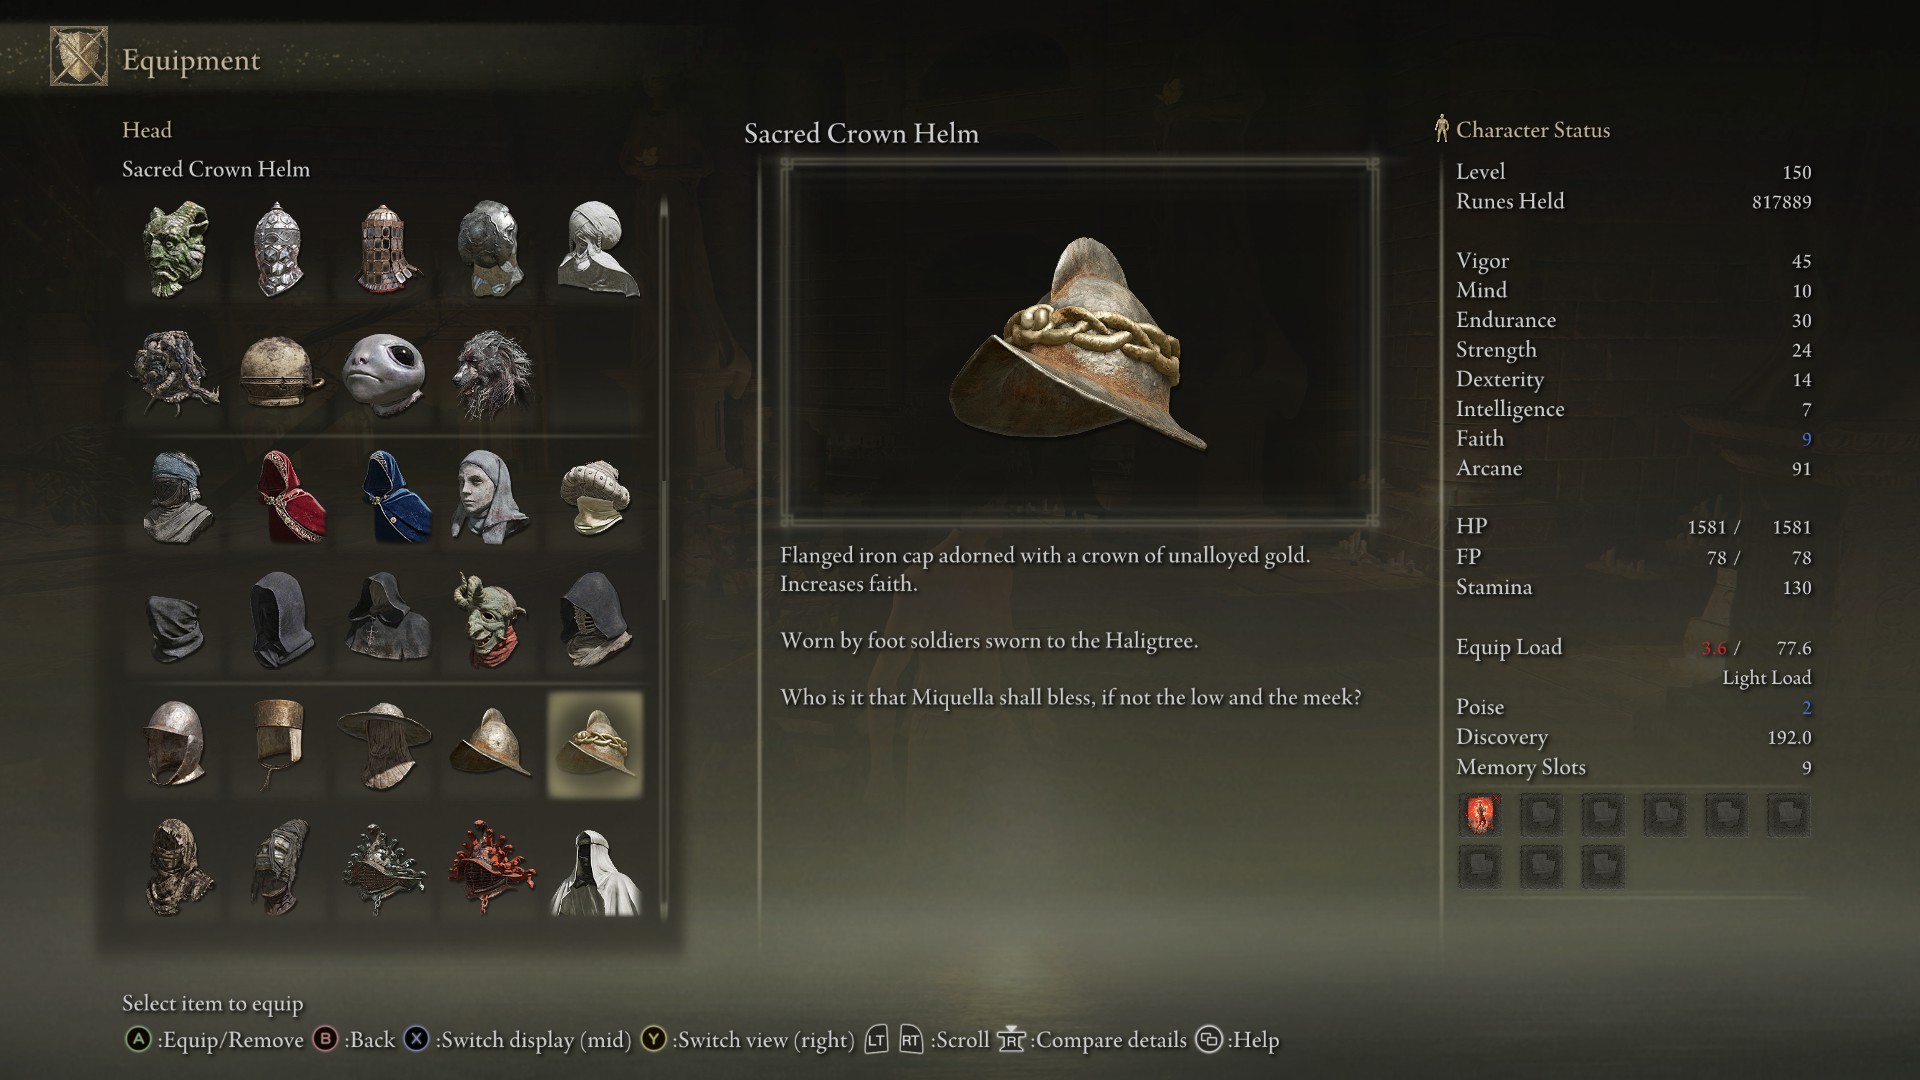 Equipment
Head
Sacred Crown Helm
Sacred Crown Helm
Flanged iron cap adorned with a crown of unalloyed gold.
Increases faith.
Worn by foot soldiers sworn to the Haligtree.
Who is it that Miquella shall bless, if not the low and the meek?
Character Status
Level 150
Runes Held 817889
Vigor 45
Mind 10
Endurance 30
Strength 24
Dexterity 14
Intelligence 7
Faith 9
Arcane 91
HP 1581 / 1581
FP 78 / 78
Stamina 130
Equip Load 3.6 / 77.6
Light Load
Poise 2
Discovery 192.0
Memory Slots 9
Select item to equip
A :Equip/Remove B :Back X :Switch display (mid) Y :Switch view (right) LT RT :Scroll R :Compare details :Help